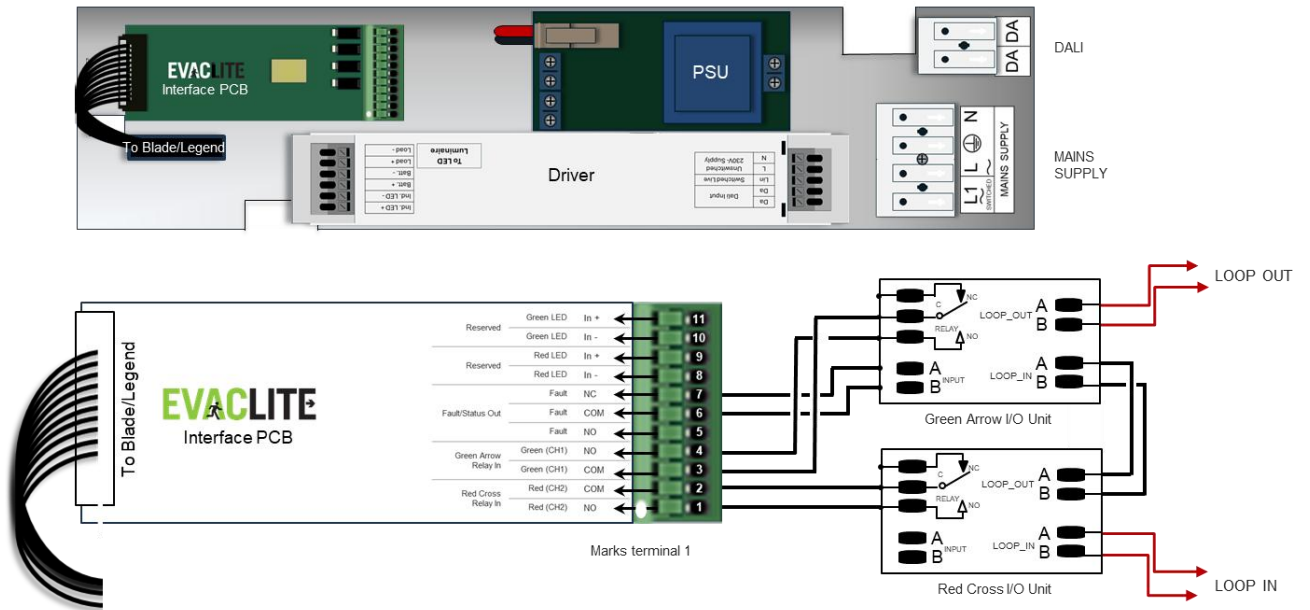 EVACLITE
Interface PCB
To Blade/Legend
PSU
DA DA
DALI
Load -
Load +
Batt. -
Batt. +
Ind. LED -
Ind. LED +
To LED
Luminaire
Driver
N
L
Lin
Da
Da
230V- Supply
Unswitched
Switched Live
Dali Input
L1 L N
SWITCHED
MAINS SUPPLY
MAINS
SUPPLY
To Blade/Legend
EVACLITE
Interface PCB
Reserved
Green LED In + 11
Green LED In - 10
Reserved
Red LED In + 9
Red LED In - 8
Fault/Status Out
Fault NC 7
Fault COM 6
Fault NO 5
Green Arrow
Relay In
Green (CH1) NO 4
Green (CH1) COM 3
Red Cross
Relay In
Red (CH2) COM 2
Red (CH2) NO 1
Marks terminal 1
NC
C
RELAY
NO
A
B
INPUT
LOOP_OUT
A
B
LOOP_IN
A
B
Green Arrow I/O Unit
LOOP OUT
NC
C
RELAY
NO
A
B
INPUT
LOOP_OUT
A
B
LOOP_IN
A
B
Red Cross I/O Unit
LOOP IN